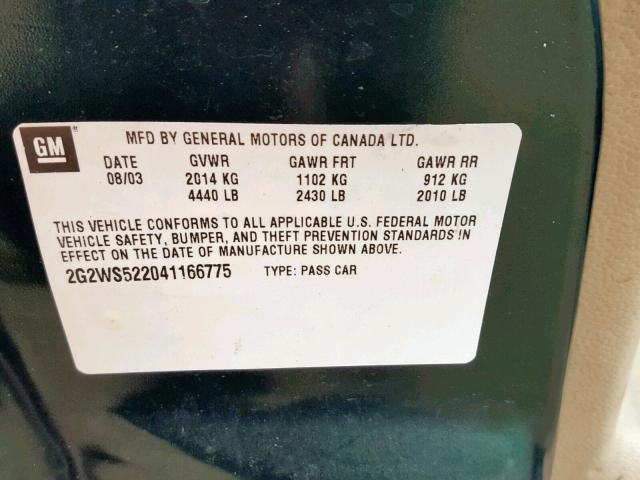 GM MFD BY GENERAL MOTORS OF CANADA LTD.
DATE GVWR GAWR FRT GAWR RR
08/03 2014 KG 1102 KG 912 KG
4440 LB 2430 LB 2010 LB
THIS VEHICLE CONFORMS TO ALL APPLICABLE U.S. FEDERAL MOTOR
VEHICLE SAFETY, BUMPER, AND THEFT PREVENTION STANDARDS IN
EFFECT ON THE DATE OF MANUFACTURE SHOWN ABOVE.
2G2WS522041166775 TYPE: PASS CAR